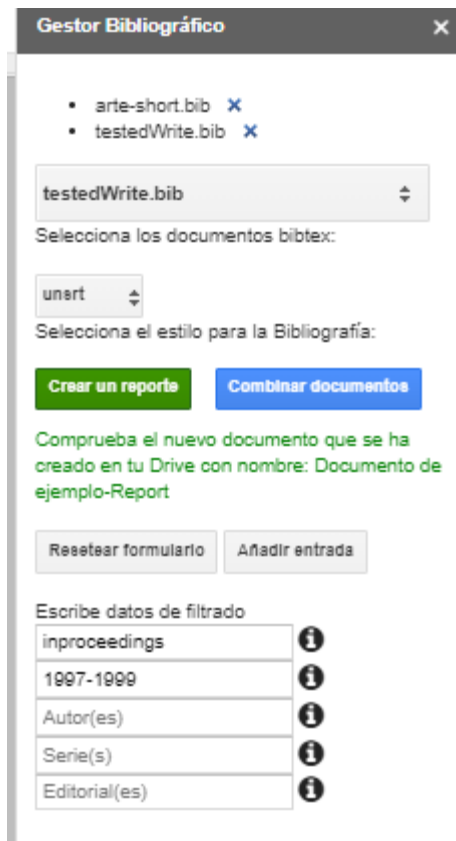 Gestor Bibliográfico
arte-short.bib
testedWrite.bib
testedWrite.bib
Selecciona los documentos bibtex:
unsrt
Selecciona el estilo para la Bibliografía:
Crear un reporte Combinar documentos
Comprueba el nuevo documento que se ha
creado en tu Drive con nombre: Documento de
ejemplo-Report
Resetear formulario Añadir entrada
Escribe datos de filtrado
inproceedings
1997-1999
Autor(es)
Serie(s)
Editorial(es)